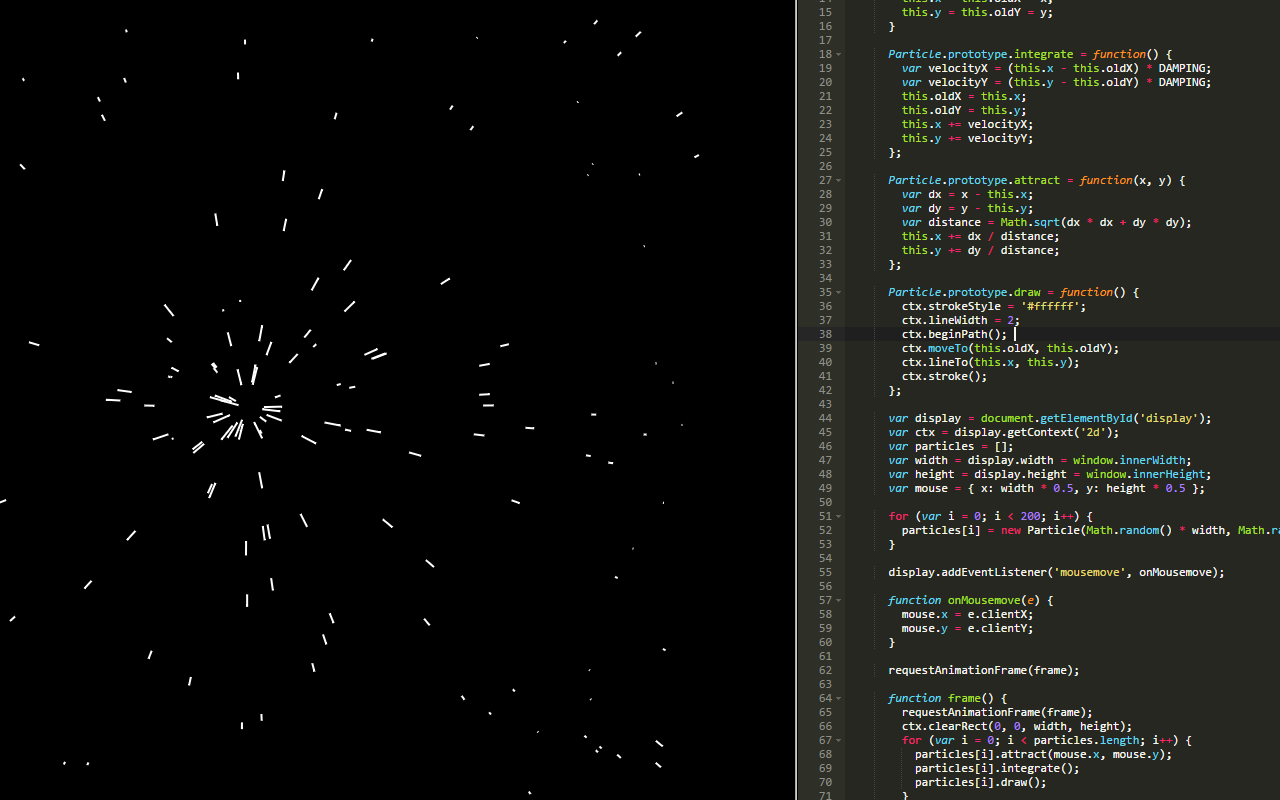 15 this.y = this.oldY = y;
16 }
17
18 Particle.prototype.integrate = function() {
19 var velocityX = (this.x - this.oldX) * DAMPING;
20 var velocityY = (this.y - this.oldY) * DAMPING;
21 this.oldX = this.x;
22 this.oldY = this.y;
23 this.x += velocityX;
24 this.y += velocityY;
25 };
26
27 Particle.prototype.attract = function(x, y) {
28 var dx = x - this.x;
29 var dy = y - this.y;
30 var distance = Math.sqrt(dx * dx + dy * dy);
31 this.x += dx / distance;
32 this.y += dy / distance;
33 };
34
35 Particle.prototype.draw = function() {
36 ctx.strokeStyle = '#ffffff';
37 ctx.lineWidth = 2;
38 ctx.beginPath();
39 ctx.moveTo(this.oldX, this.oldY);
40 ctx.lineTo(this.x, this.y);
41 ctx.stroke();
42 };
43
44 var display = document.getElementById('display');
45 var ctx = display.getContext('2d');
46 var particles = [];
47 var width = display.width = window.innerWidth;
48 var height = display.height = window.innerHeight;
49 var mouse = { x: width * 0.5, y: height * 0.5 };
50
51 for (var i = 0; i < 200; i++) {
52 particles[i] = new Particle(Math.random() * width, Math.ra
53 }
54
55 display.addEventListener('mousemove', onMousemove);
56
57 function onMousemove(e) {
58 mouse.x = e.clientX;
59 mouse.y = e.clientY;
60 }
61
62 requestAnimationFrame(frame);
63
64 function frame() {
65 requestAnimationFrame(frame);
66 ctx.clearRect(0, 0, width, height);
67 for (var i = 0; i < particles.length; i++) {
68 particles[i].attract(mouse.x, mouse.y);
69 particles[i].integrate();
70 particles[i].draw();
71 }